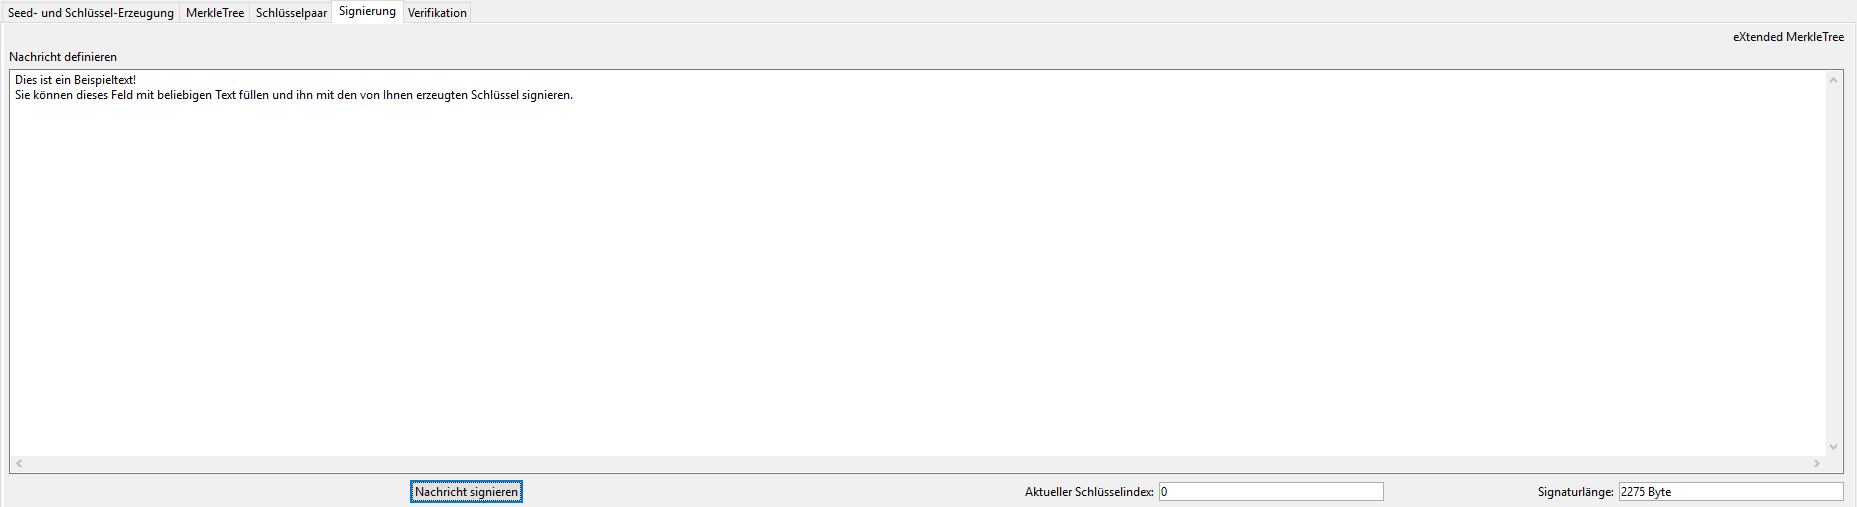 Seed- und Schlüssel-Erzeugung MerkleTree Schlüsselpaar Signierung Verifikation
eXtended MerkleTree
Nachricht definieren
Dies ist ein Beispieltext!
Sie können dieses Feld mit beliebigen Text füllen und ihn mit den von Ihnen erzeugten Schlüssel signieren.
Nachricht signieren Aktueller Schlüsselindex: 0 Signaturlänge: 2275 Byte